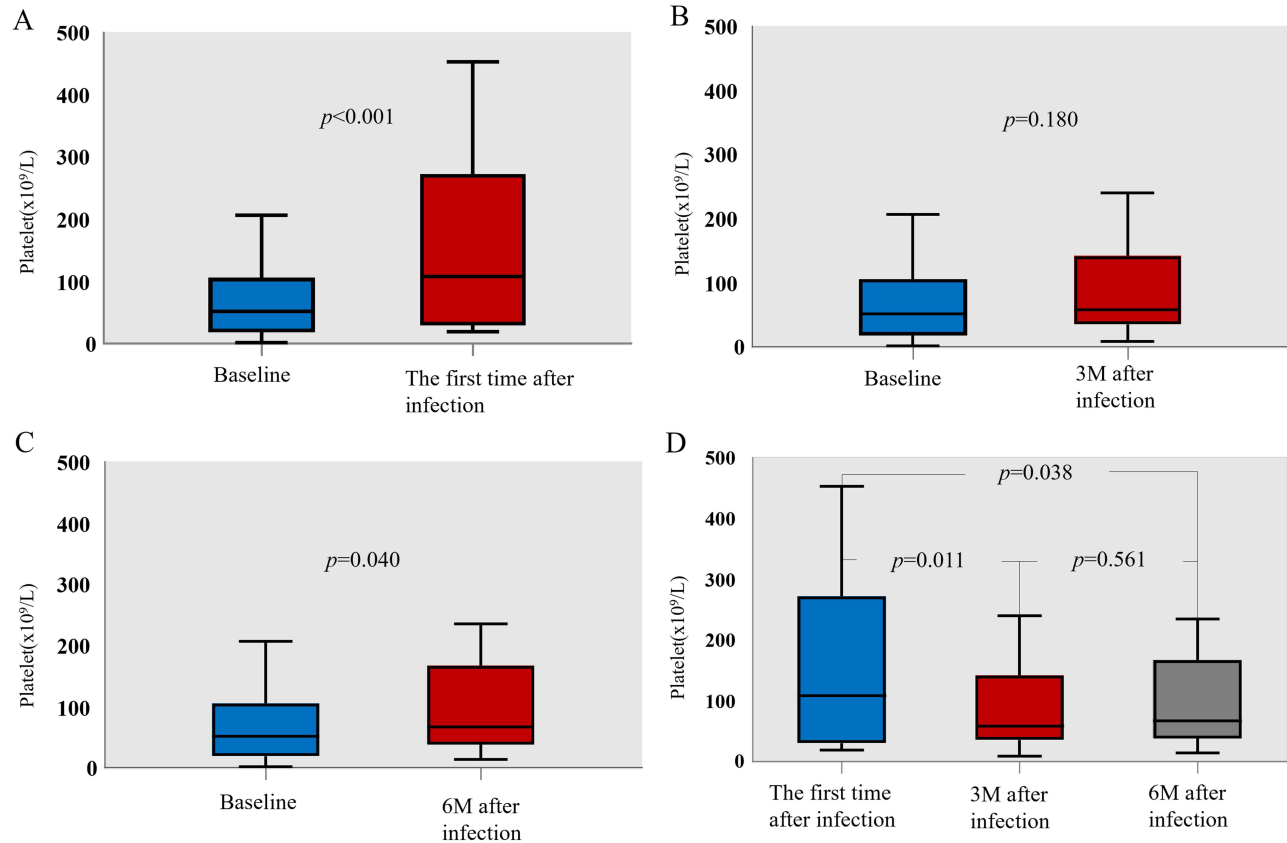 A
500
400
300
200
100
0
Platelet(x10⁹/L)
p<0.001
Baseline
The first time after
infection
B
500
400
300
200
100
0
Platelet(x10⁹/L)
p=0.180
Baseline
3M after
infection
C
500
400
300
200
100
0
Platelet(x10⁹/L)
p=0.040
Baseline
6M after
infection
D
500
400
300
200
100
0
Platelet(x10⁹/L)
p=0.038
p=0.011
p=0.561
The first time
after infection
3M after
infection
6M after
infection